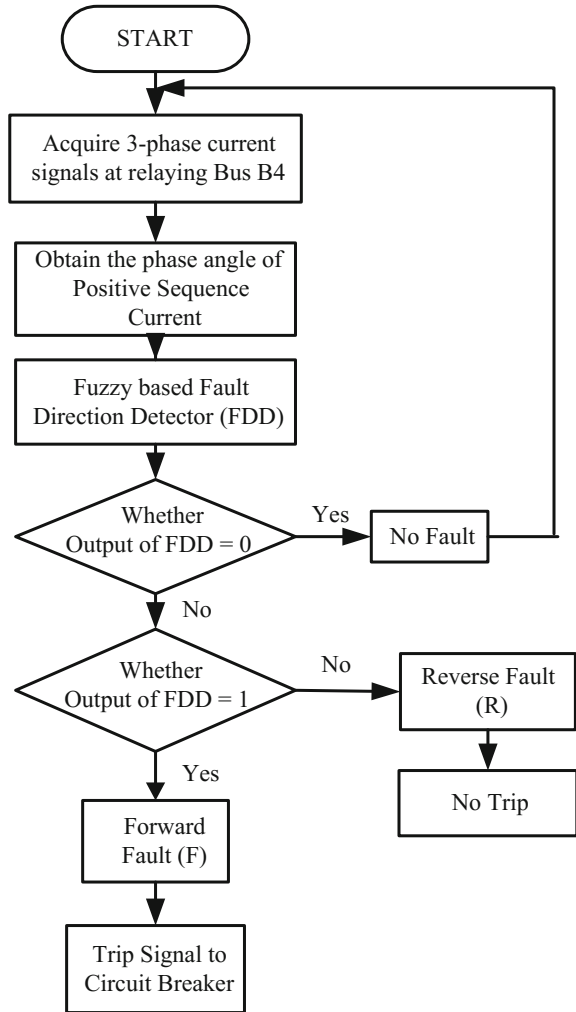 START
Acquire 3-phase current
signals at relaying Bus B4
Obtain the phase angle of
Positive Sequence
Current
Fuzzy based Fault
Direction Detector (FDD)
Whether
Output of FDD = 0
Yes
No Fault
No
Whether
Output of FDD = 1
No
Reverse Fault
(R)
No Trip
Yes
Forward
Fault (F)
Trip Signal to
Circuit Breaker